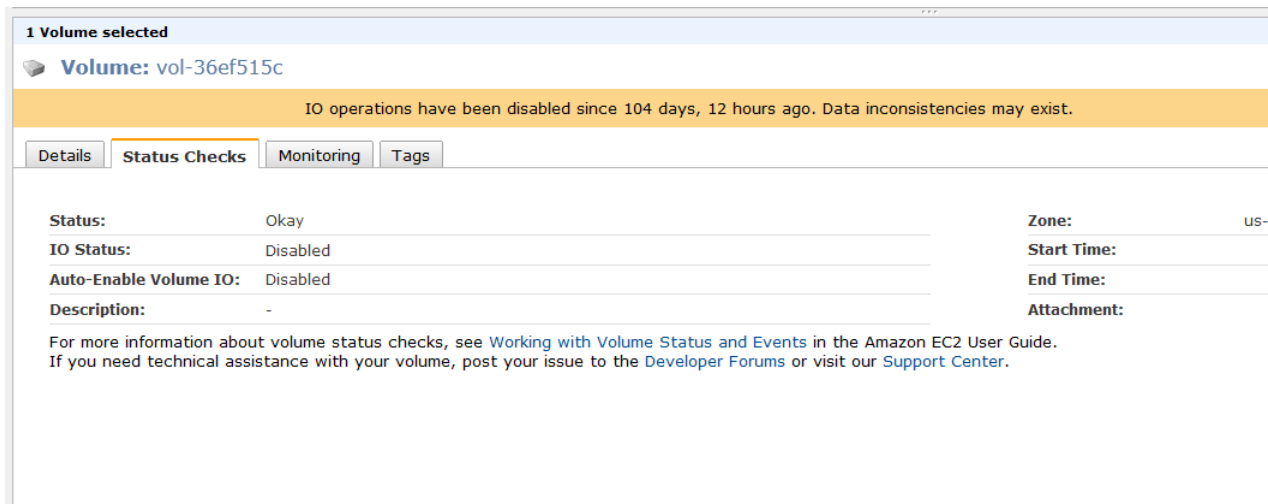 1 Volume selected
Volume: vol-36ef515c
IO operations have been disabled since 104 days, 12 hours ago. Data inconsistencies may exist.
Details Status Checks Monitoring Tags
Status: Okay Zone: us-
IO Status: Disabled Start Time:
Auto-Enable Volume IO: Disabled End Time:
Description: - Attachment:
For more information about volume status checks, see Working with Volume Status and Events in the Amazon EC2 User Guide.
If you need technical assistance with your volume, post your issue to the Developer Forums or visit our Support Center.